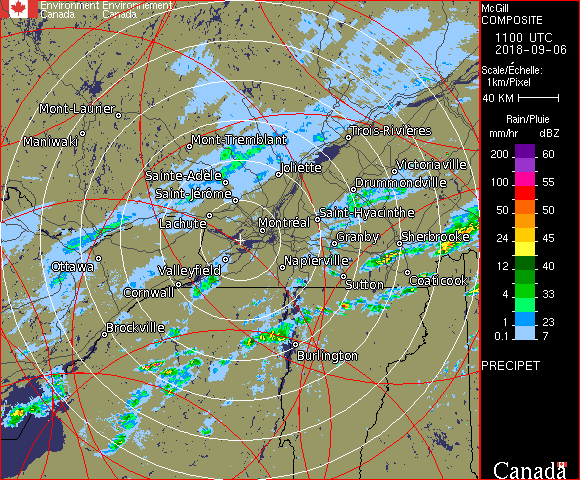 Environment Environnement
Canada Canada
McGill
COMPOSITE
1100 UTC
2018-09-06
Scale/Échelle:
1km/Pixel
40 KM
Rain/Pluie
mm/hr dBZ
200 60
57
100 55
50 50
24 45
12 40
4 33
1 23
0.1 7
PRECIPET
Canada
Mont-Laurier
Maniwaki
Mont-Tremblant
Trois-Rivières
Joliette
Victoriaville
Sainte-Adèle
Drummondville
Saint-Jérôme
Saint-Hyacinthe
Lachute
Montréal
Granby
Sherbrooke
Ottawa
Valleyfield
Napierville
Cornwall
Sutton
Coaticook
Brockville
Burlington